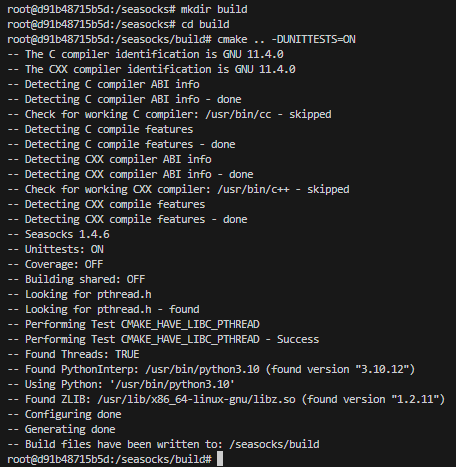 root@d91b48715b5d:/seasocks# mkdir build
root@d91b48715b5d:/seasocks# cd build
root@d91b48715b5d:/seasocks/build# cmake .. -DUNITTESTS=ON
-- The C compiler identification is GNU 11.4.0
-- The CXX compiler identification is GNU 11.4.0
-- Detecting C compiler ABI info
-- Detecting C compiler ABI info - done
-- Check for working C compiler: /usr/bin/cc - skipped
-- Detecting C compile features
-- Detecting C compile features - done
-- Detecting CXX compiler ABI info
-- Detecting CXX compiler ABI info - done
-- Check for working CXX compiler: /usr/bin/c++ - skipped
-- Detecting CXX compile features
-- Detecting CXX compile features - done
-- Seasocks 1.4.6
-- Unittests: ON
-- Coverage: OFF
-- Building shared: OFF
-- Looking for pthread.h
-- Looking for pthread.h - found
-- Performing Test CMAKE_HAVE_LIBC_PTHREAD
-- Performing Test CMAKE_HAVE_LIBC_PTHREAD - Success
-- Found Threads: TRUE
-- Found PythonInterp: /usr/bin/python3.10 (found version "3.10.12")
-- Using Python: '/usr/bin/python3.10'
-- Found ZLIB: /usr/lib/x86_64-linux-gnu/libz.so (found version "1.2.11")
-- Configuring done
-- Generating done
-- Build files have been written to: /seasocks/build
root@d91b48715b5d:/seasocks/build#